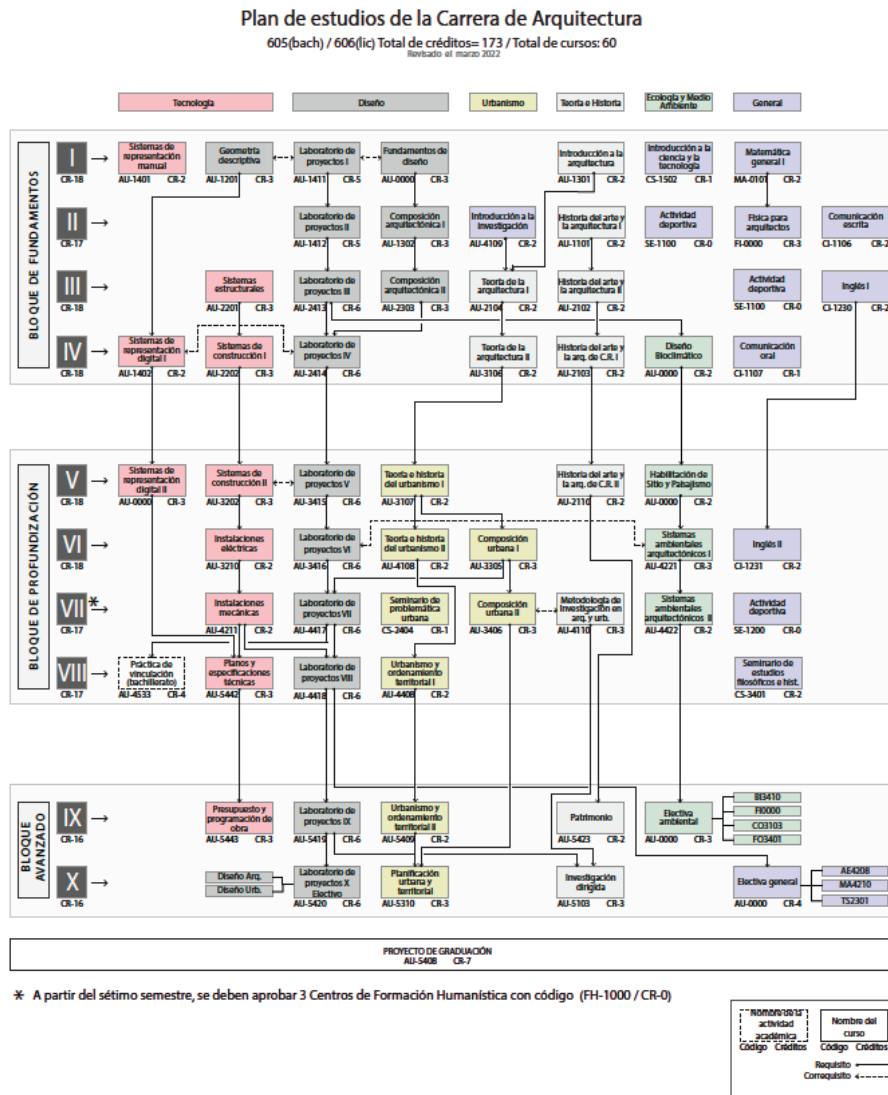 Plan de estudios de la Carrera de Arquitectura
605(bach) / 606(lic) Total de créditos= 173 / Total de cursos: 60
Revisado el marzo 2022
Tecnología
Diseño
Urbanismo
Teoría e Historia
Ecología y Medio
Ambiente
General
BLOQUE DE FUNDAMENTOS
I
CR-18
Sistemas de
representación
manual
AU-1401 CR-2
Geometría
descriptiva
AU-1201 CR-3
Laboratorio de
proyectos I
AU-1411 CR-5
Fundamentos
de diseño
AU-0000 CR-3
Introducción a la
arquitectura
AU-1301 CR-2
Introducción a la
ciencia y la
tecnología
CS-1502 CR-1
Matemática
general I
MA-0101 CR-2
II
CR-17
Laboratorio de
proyectos II
AU-1412 CR-5
Composición
arquitectónica I
AU-1302 CR-3
Introducción a la
investigación
AU-4109 CR-2
Historia del arte y
la arquitectura I
AU-1101 CR-2
Actividad
deportiva
SE-1100 CR-0
Física para
arquitectos
FI-0000 CR-3
Comunicación
escrita
CI-1106 CR-2
III
CR-18
Sistemas
estructurales
AU-2201 CR-3
Laboratorio de
proyectos III
AU-2413 CR-6
Composición
arquitectónica II
AU-2303 CR-3
Teoría de la
arquitectura I
AU-2104 CR-2
Historia del arte y
la arquitectura II
AU-2102 CR-2
Actividad
deportiva
SE-1100 CR-0
Inglés I
CI-1230 CR-2
IV
CR-18
Sistemas de
representación
digital I
AU-1402 CR-2
Sistemas de
construcción I
AU-2202 CR-3
Laboratorio de
proyectos IV
AU-2414 CR-6
Teoría de la
arquitectura II
AU-3106 CR-2
Historia del arte y
la arq. de C.R. I
AU-2103 CR-2
Diseño
Bioclimático
AU-0000 CR-2
Comunicación
oral
CI-1107 CR-1
BLOQUE DE PROFUNDIZACIÓN
V
CR-18
Sistemas de
representación
digital II
AU-0000 CR-3
Sistemas de
construcción II
AU-3202 CR-3
Laboratorio de
proyectos V
AU-3415 CR-6
Teoría e historia
del urbanismo I
AU-3107 CR-2
Historia del arte y
la arq. de C.R. II
AU-2110 CR-2
Habilitación de
Sitio y Paisajismo
AU-0000 CR-2
VI
CR-18
Instalaciones
eléctricas
AU-3210 CR-2
Laboratorio de
proyectos VI
AU-3416 CR-6
Teoría e historia
del urbanismo II
AU-4108 CR-2
Composición
urbana I
AU-3305 CR-3
Sistemas
ambientales
arquitectónicos I
AU-4221 CR-3
Inglés II
CI-1231 CR-2
VII *
CR-17
Instalaciones
mecánicas
AU-4211 CR-2
Laboratorio de
proyectos VII
AU-4417 CR-6
Seminario de
problemática
urbana
CS-2404 CR-1
Composición
urbana II
AU-3406 CR-3
Metodología de
Investigación en
arq. y urb.
AU-4110 CR-3
Sistemas
ambientales
arquitectónicos II
AU-4422 CR-2
Actividad
deportiva
SE-1200 CR-0
VIII
CR-17
Práctica de
vinculación
(bachillerato)
AU-4533 CR-4
Planos y
especificaciones
técnicas
AU-5442 CR-3
Laboratorio de
proyectos VIII
AU-4418 CR-6
Urbanismo y
ordenamiento
territorial I
AU-4408 CR-2
Seminario de
estudios
filosóficos e hist.
CS-3401 CR-2
BLOQUE
AVANZADO
IX
CR-16
Presupuesto y
programación de
obra
AU-5443 CR-3
Laboratorio de
proyectos IX
AU-5419 CR-6
Urbanismo y
ordenamiento
territorial II
AU-5409 CR-2
Patrimonio
AU-5423 CR-2
Electiva
ambiental
AU-0000 CR-3
BI3410
FI0000
CO3103
FO3401
X
CR-16
Diseño Arq.
Diseño Urb.
Laboratorio de
proyectos X
Electivo
AU-5420 CR-6
Planificación
urbana y
territorial
AU-5310 CR-3
Investigación
dirigida
AU-5103 CR-3
Electiva general
AU-0000 CR-4
AE4208
MA4210
TS2301
PROYECTO DE GRADUACIÓN
AU-5408 CR-7
* A partir del sétimo semestre, se deben aprobar 3 Centros de Formación Humanística con código (FH-1000 / CR-0)
Nombre de la
actividad
académica
Código Créditos
Nombre del
curso
Código Créditos
Requisito
Correquisito